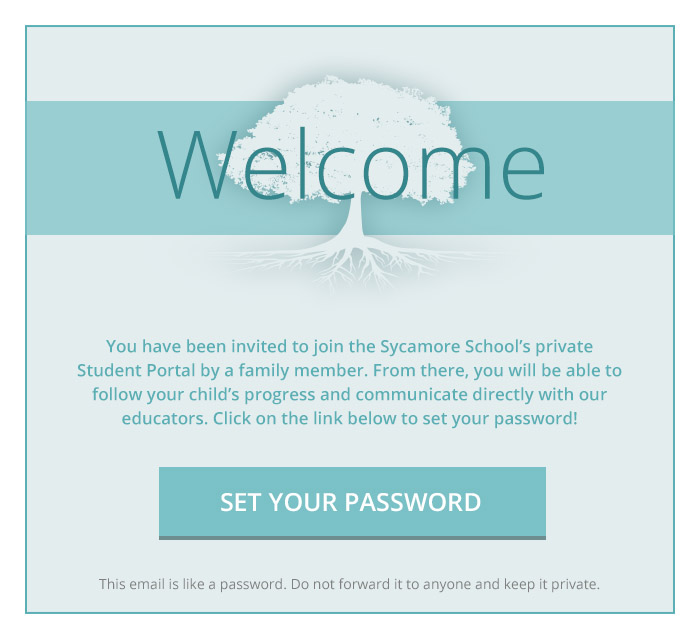 Welcome
You have been invited to join the Sycamore School’s private
Student Portal by a family member. From there, you will be able to
follow your child’s progress and communicate directly with our
educators. Click on the link below to set your password!
SET YOUR PASSWORD
This email is like a password. Do not forward it to anyone and keep it private.